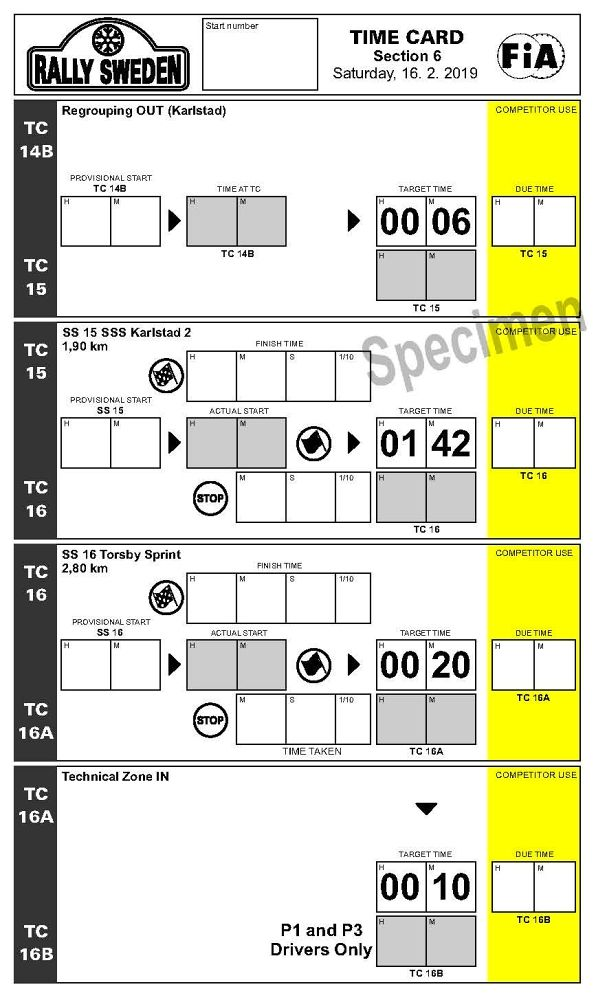 RALLY SWEDEN
Start number
TIME CARD
Section 6
Saturday, 16. 2. 2019
FiA
TC
14B
Regrouping OUT (Karlstad)
COMPETITOR USE
PROVISIONAL START
TC 14B
TIME AT TC
TARGET TIME
DUE TIME
H M
H M
H M
H M
00 06
TC 14B
TC 15
H M
TC
15
TC 15
Specimen
TC
15
SS 15 SSS Karlstad 2
1,90 km
COMPETITOR USE
FINISH TIME
H M S 1/10
PROVISIONAL START
SS 15
ACTUAL START
TARGET TIME
DUE TIME
H M
H M
H M
H M
01 42
TC 16
STOP
M S 1/10
H M
TC
16
TC 16
TC
16
SS 16 Torsby Sprint
2,80 km
COMPETITOR USE
FINISH TIME
H M S 1/10
PROVISIONAL START
SS 16
ACTUAL START
TARGET TIME
DUE TIME
H M
H M
H M
H M
00 20
TC 16A
STOP
M S 1/10
H M
TC
16A
TIME TAKEN
TC 16A
TC
16A
Technical Zone IN
COMPETITOR USE
TARGET TIME
DUE TIME
H M
H M
00 10
TC 16B
H M
P1 and P3
Drivers Only
TC
16B
TC 16B